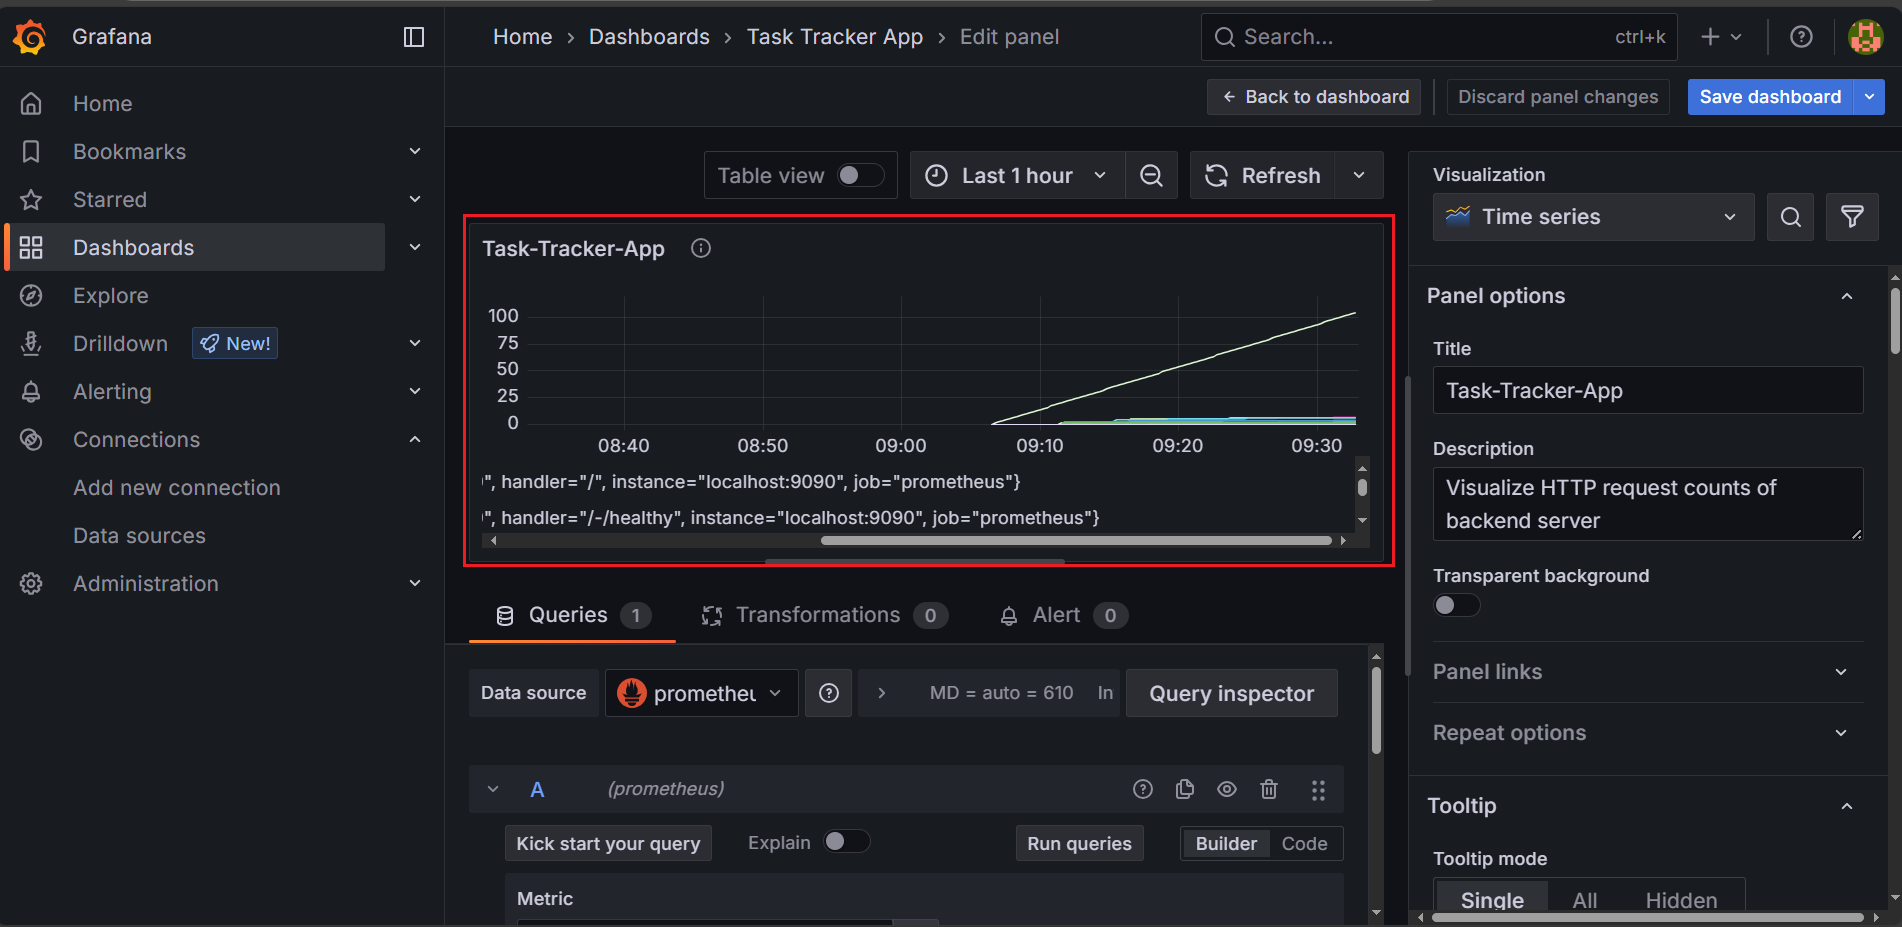 Grafana
Home › Dashboards › Task Tracker App › Edit panel
Search... ctrl+k
Home
Bookmarks
Starred
Dashboards
Explore
Drilldown New!
Alerting
Connections
Add new connection
Data sources
Administration
Back to dashboard
Discard panel changes
Save dashboard
Table view
Last 1 hour
Refresh
Task-Tracker-App
100
75
50
25
0
08:40 08:50 09:00 09:10 09:20 09:30
", handler="/", instance="localhost:9090", job="prometheus"}
", handler="/-/healthy", instance="localhost:9090", job="prometheus"}
Queries 1
Transformations 0
Alert 0
Data source
prometheu
MD = auto = 610 In
Query inspector
A (prometheus)
Kick start your query
Explain
Run queries
Builder Code
Metric
Visualization
Time series
Panel options
Title
Task-Tracker-App
Description
Visualize HTTP request counts of
backend server
Transparent background
Panel links
Repeat options
Tooltip
Tooltip mode
Single All Hidden